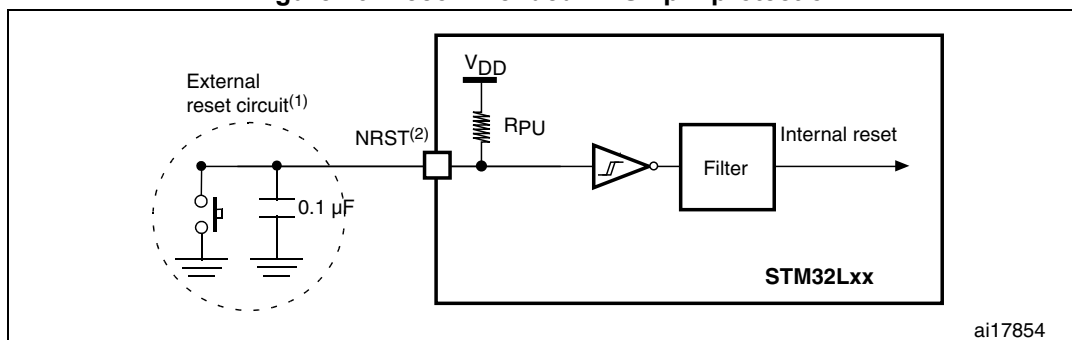 External
reset circuit(1)
VDD
NRST(2)
RPU
Internal reset
Filter
0.1 µF
STM32Lxx
ai17854